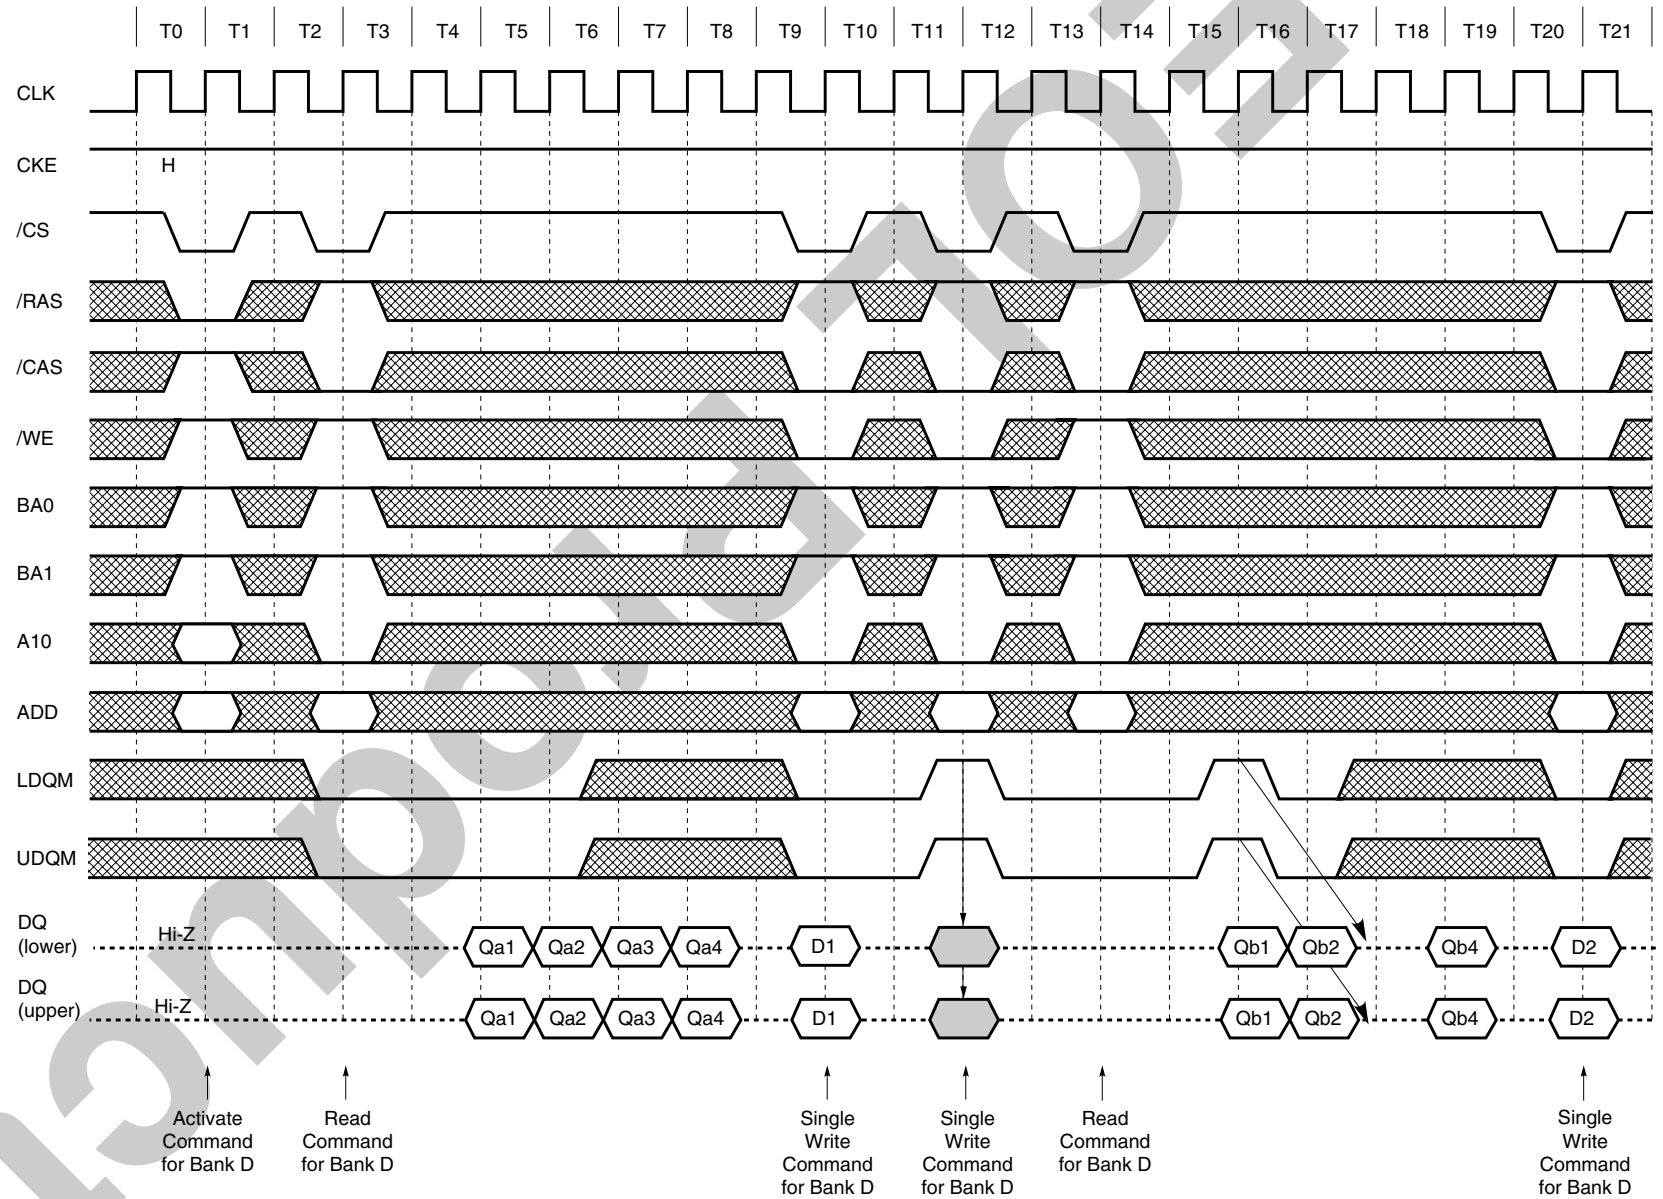 T0 T1 T2 T3 T4 T5 T6 T7 T8 T9 T10 T11 T12 T13 T14 T15 T16 T17 T18 T19 T20 T21
CLK
CKE H
/CS
/RAS
/CAS
/WE
BA0
BA1
A10
ADD
LDQM
UDQM
DQ
(lower) Hi-Z Qa1 Qa2 Qa3 Qa4 D1 Qb1 Qb2 Qb4 D2
DQ
(upper) Hi-Z Qa1 Qa2 Qa3 Qa4 D1 Qb1 Qb2 Qb4 D2
Activate
Command
for Bank D
Read
Command
for Bank D
Single
Write
Command
for Bank D
Single
Write
Command
for Bank D
Read
Command
for Bank D
Single
Write
Command
for Bank D
EOL Product